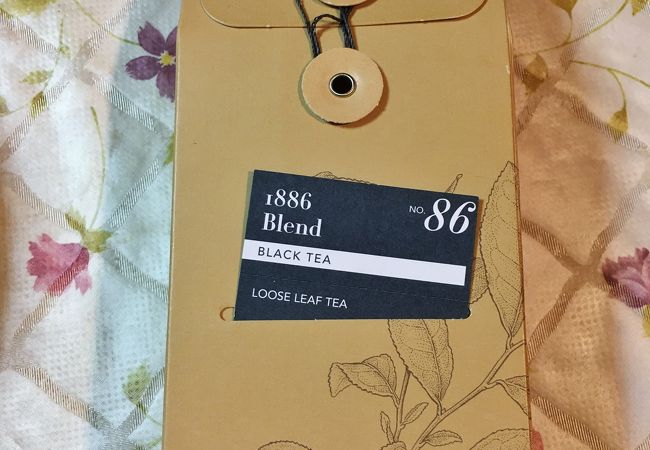 1886
Blend
NO. 86
BLACK TEA
LOOSE LEAF TEA